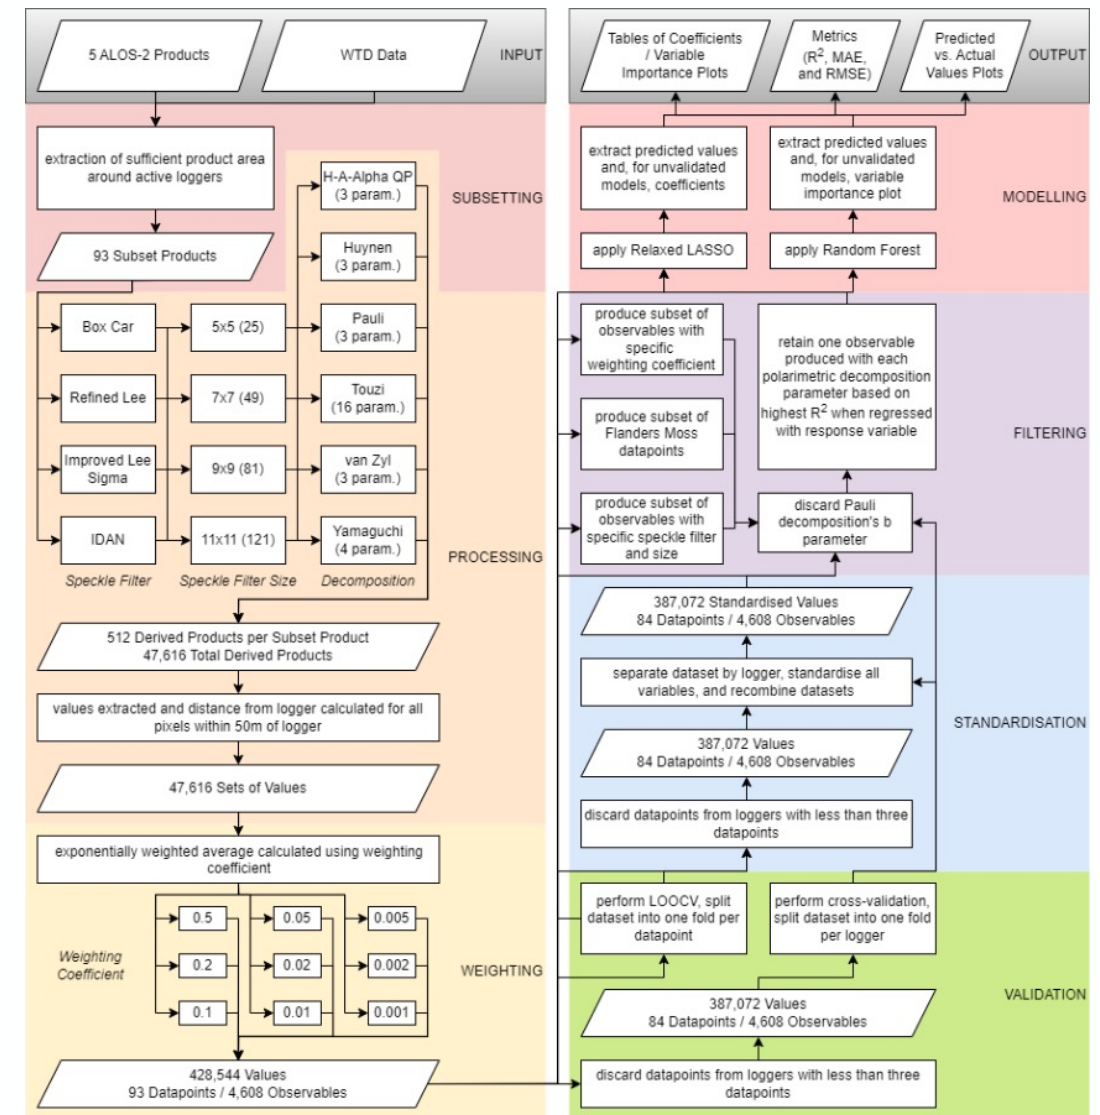 5 ALOS-2 Products
WTD Data
INPUT
extraction of sufficient product area
around active loggers
SUBSETTING
93 Subset Products
Box Car
Refined Lee
Improved Lee
Sigma
IDAN
Speckle Filter
5x5 (25)
7x7 (49)
9x9 (81)
11x11 (121)
Speckle Filter Size
H-A-Alpha QP
(3 param.)
Huynen
(3 param.)
Pauli
(3 param.)
Touzi
(16 param.)
van Zyl
(3 param.)
Yamaguchi
(4 param.)
Decomposition
PROCESSING
512 Derived Products per Subset Product
47,616 Total Derived Products
values extracted and distance from logger calculated for all
pixels within 50m of logger
47,616 Sets of Values
exponentially weighted average calculated using weighting
coefficient
Weighting
Coefficient
0.5
0.2
0.1
0.05
0.02
0.01
0.005
0.002
0.001
WEIGHTING
428,544 Values
93 Datapoints / 4,608 Observables
Tables of Coefficients
/ Variable
Importance Plots
Metrics
(R², MAE,
and RMSE)
Predicted
vs. Actual
Values Plots
OUTPUT
extract predicted values
and, for unvalidated
models, coefficients
extract predicted values
and, for unvalidated
models, variable
importance plot
MODELLING
apply Relaxed LASSO
apply Random Forest
produce subset of
observables with
specific
weighting coefficient
produce subset of
Flanders Moss
datapoints
produce subset of
observables with
specific speckle filter
and size
retain one observable
produced with each
polarimetric decomposition
parameter based on
highest R² when regressed
with response variable
FILTERING
discard Pauli
decomposition's b
parameter
387,072 Standardised Values
84 Datapoints / 4,608 Observables
separate dataset by logger, standardise all
variables, and recombine datasets
STANDARDISATION
387,072 Values
84 Datapoints / 4,608 Observables
discard datapoints from loggers with less than three
datapoints
perform LOOCV, split
dataset into one fold per
datapoint
perform cross-validation,
split dataset into one fold
per logger
VALIDATION
387,072 Values
84 Datapoints / 4,608 Observables
discard datapoints from loggers with less than three
datapoints